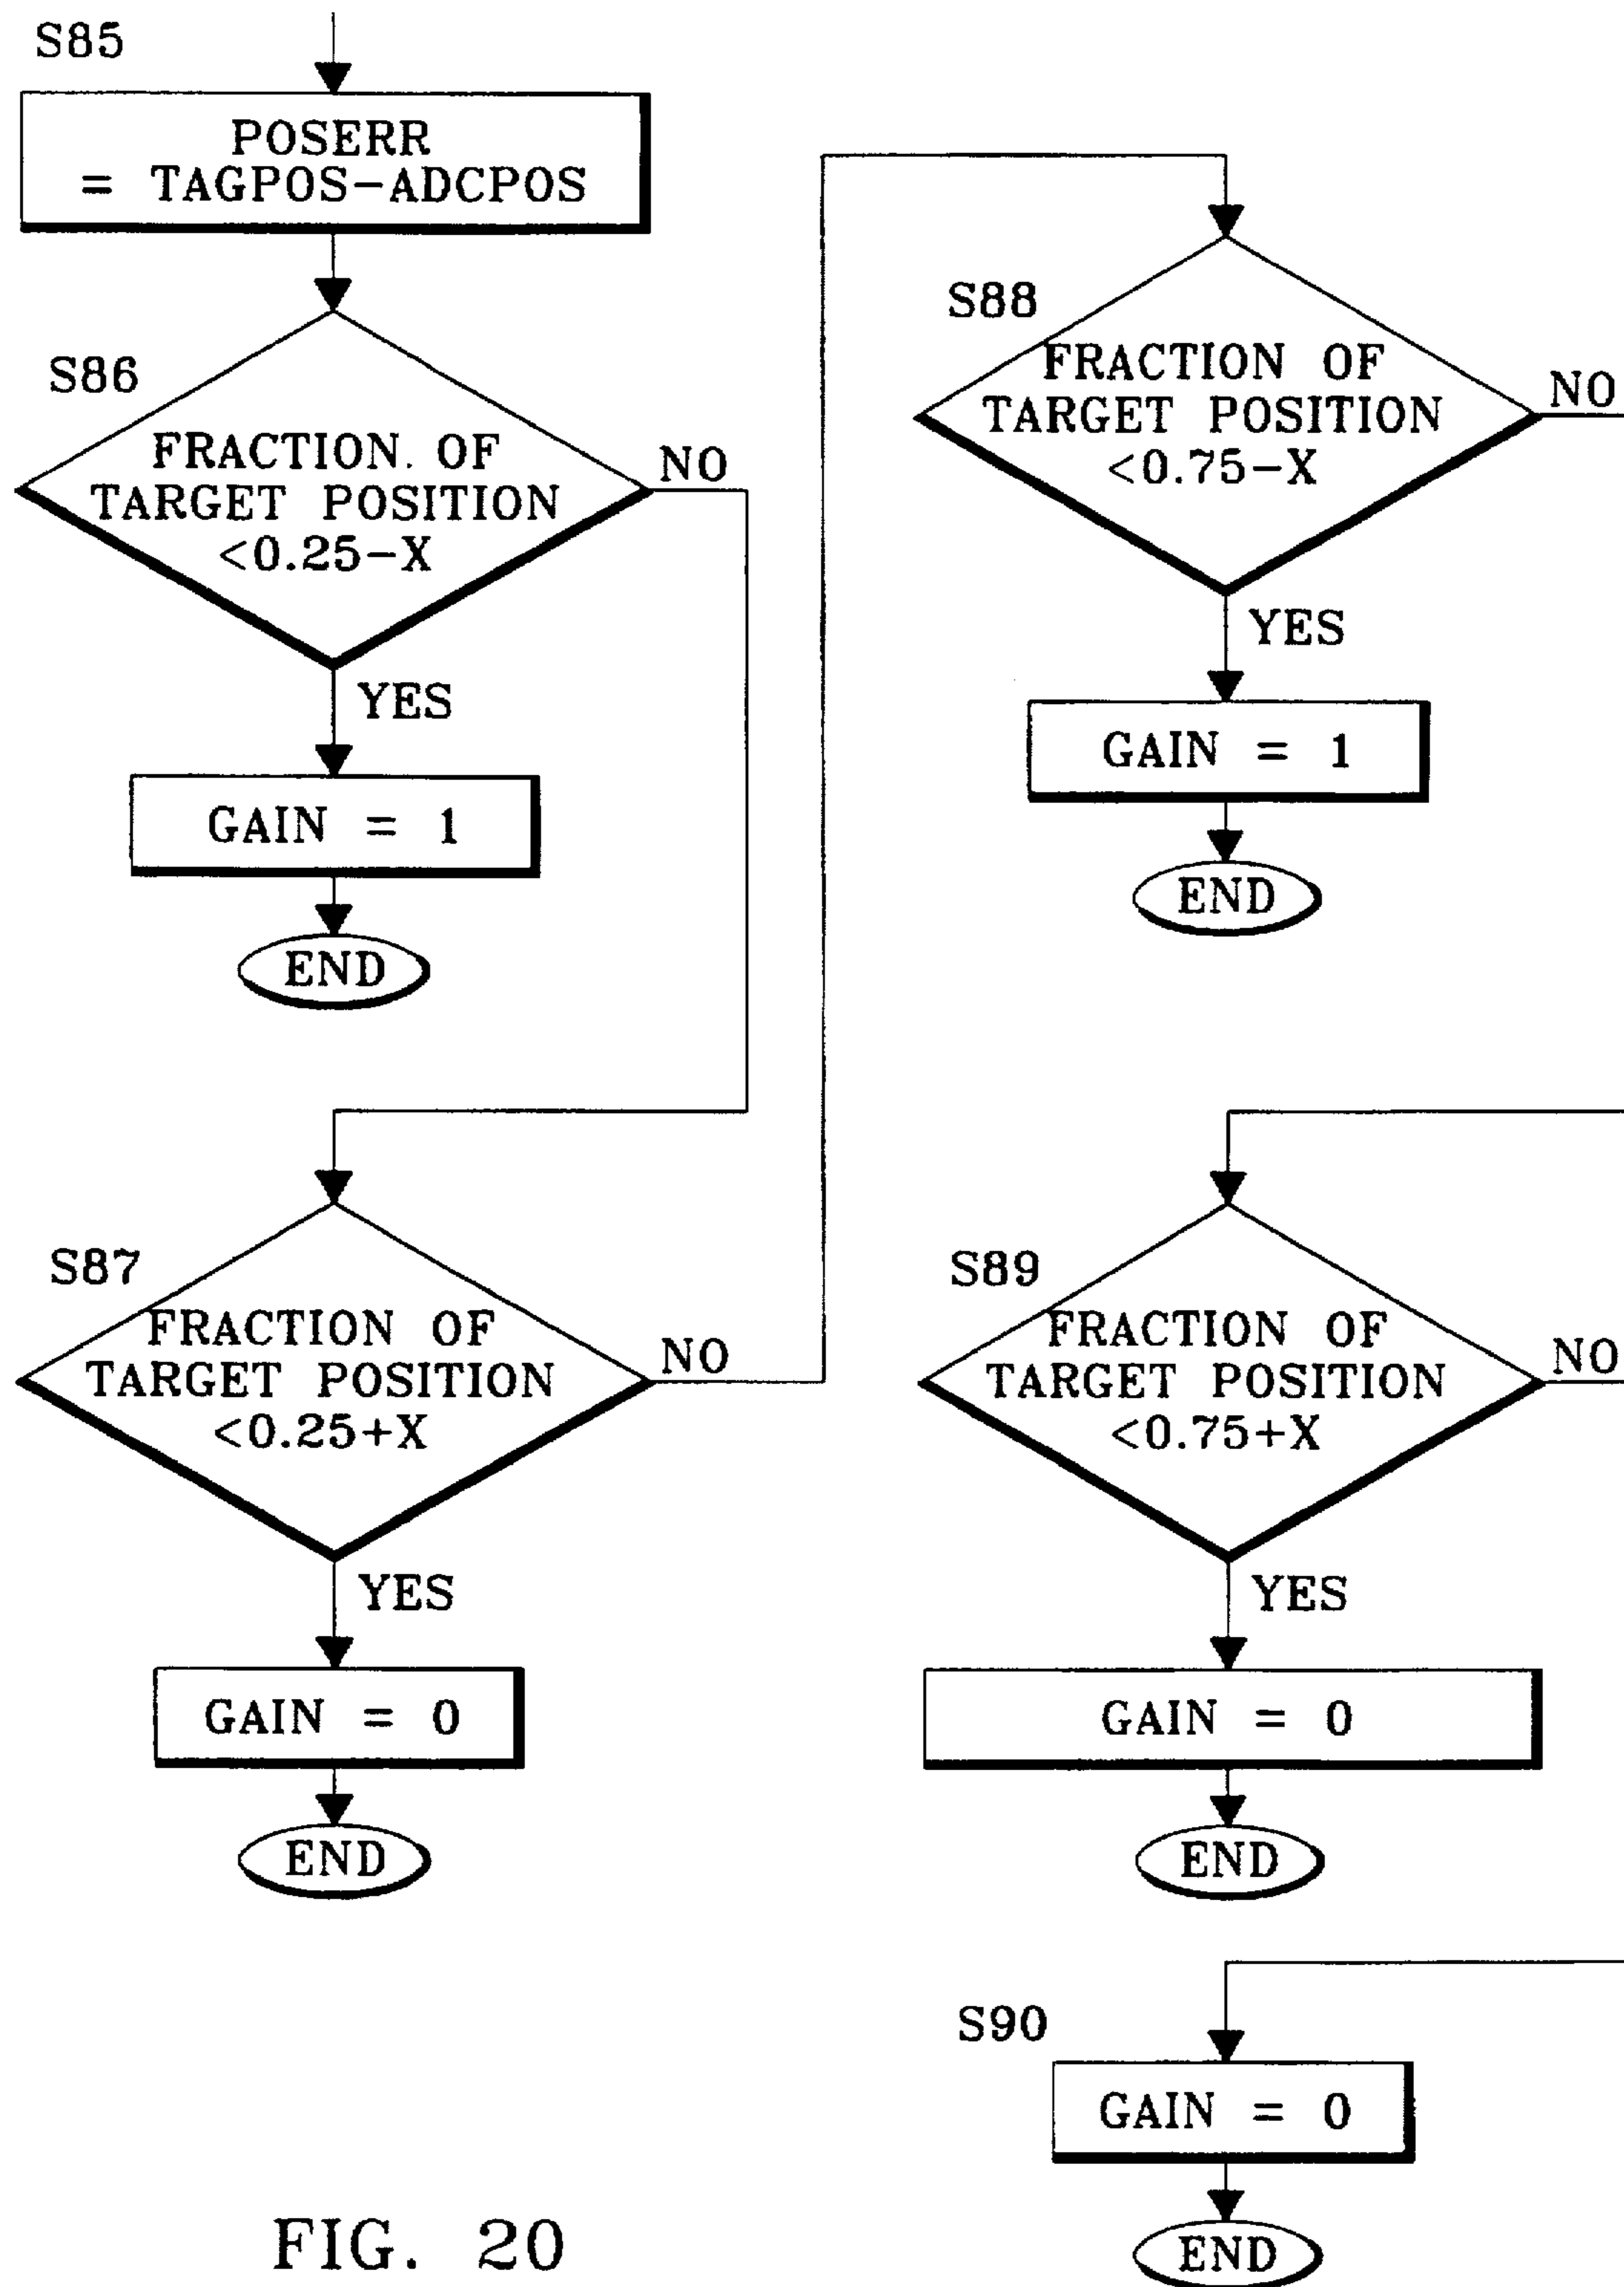 S85
POSERR
= TAGPOS-ADCPOS
S86
FRACTION. OF
TARGET POSITION
<0.25-X
NO
YES
GAIN = 1
END
S87
FRACTION OF
TARGET POSITION
<0.25+X
NO
YES
GAIN = 0
END
S88
FRACTION OF
TARGET POSITION
<0.75-X
NO
YES
GAIN = 1
END
S89
FRACTION OF
TARGET POSITION
<0.75+X
NO
YES
GAIN = 0
END
S90
GAIN = 0
END
FIG. 20